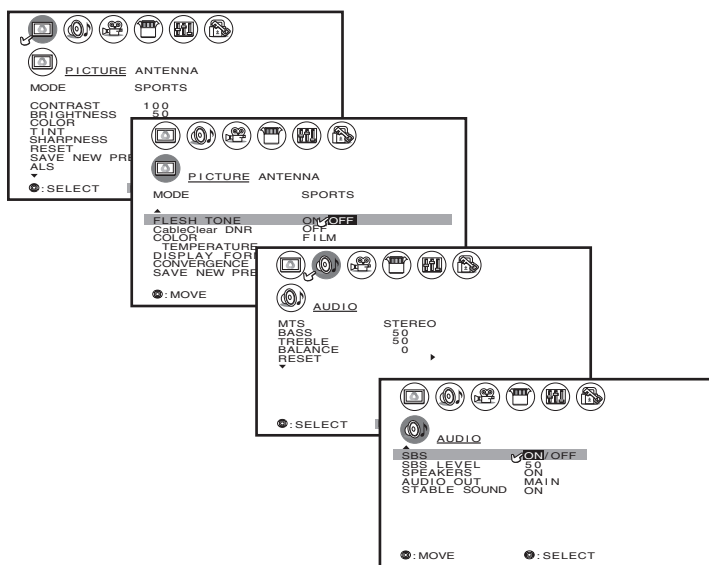 PICTURE ANTENNA
MODE SPORTS
CONTRAST 100
BRIGHTNESS 50
COLOR
TINT
SHARPNESS
RESET
SAVE NEW PRE
ALS
:SELECT
PICTURE ANTENNA
MODE SPORTS
FLESH TONE ON/OFF
CableClear DNR OFF
COLOR FILM
TEMPERATURE
DISPLAY FOR
CONVERGENCE
SAVE NEW PRE
:MOVE
AUDIO
MTS STEREO
BASS 50
TREBLE 50
BALANCE 0
RESET
:SELECT
AUDIO
SBS ON/OFF
SBS LEVEL 50
SPEAKERS ON
AUDIO OUT MAIN
STABLE SOUND ON
:MOVE :SELECT